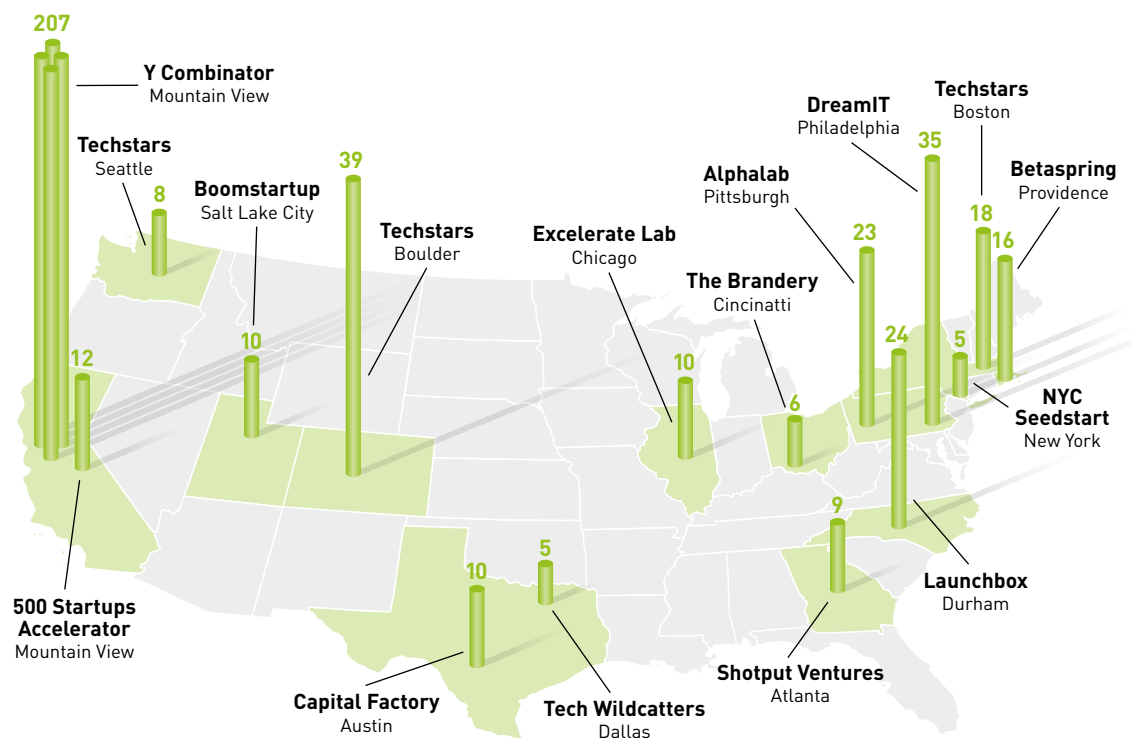 207
Y Combinator
Mountain View
Techstars
Seattle
8
Boomstartup
Salt Lake City
10
39
Techstars
Boulder
Excelerate Lab
Chicago
10
The Brandery
Cincinatti
6
Alphalab
Pittsburgh
23
DreamIT
Philadelphia
35
Techstars
Boston
18
Betaspring
Providence
16
24
5
NYC
Seedstart
New York
12
500 Startups
Accelerator
Mountain View
10
Capital Factory
Austin
5
Tech Wildcatters
Dallas
9
Shotput Ventures
Atlanta
Launchbox
Durham